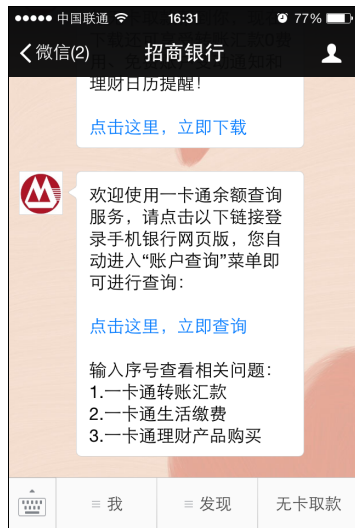 中国联通 16:31 77%
微信(2) 招商银行
理财日历提醒！
点击这里，立即下载
欢迎使用一卡通余额查询
服务，请点击以下链接登
录手机银行网页版，您自
动进入“账户查询”菜单即
可进行查询：
点击这里，立即查询
输入序号查看相关问题：
1.一卡通转账汇款
2.一卡通生活缴费
3.一卡通理财产品购买
我 发现 无卡取款